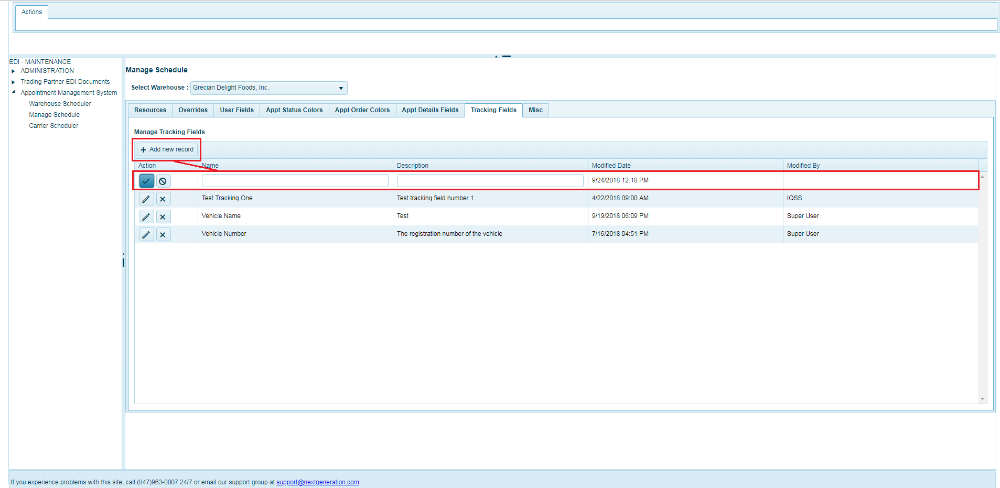 Actions
EDI - MAINTENANCE
ADMINISTRATION
Trading Partner EDI Documents
Appointment Management System
Warehouse Scheduler
Manage Schedule
Carrier Scheduler
Manage Schedule
Select Warehouse : Grecian Delight Foods, Inc.
Resources Overrides User Fields Appt Status Colors Appt Order Colors Appt Details Fields Tracking Fields Misc
Manage Tracking Fields
+ Add new record
Action Name Description Modified Date Modified By
9/24/2018 12:18 PM
Test Tracking One Test tracking field number 1 4/22/2018 09:00 AM IQSS
Vehicle Name Test 9/19/2018 06:09 PM Super User
Vehicle Number The registration number of the vehicle 7/16/2018 04:51 PM Super User
If you experience problems with this site, call (847)963-0007 24/7 or email our support group at support@nextgeneration.com